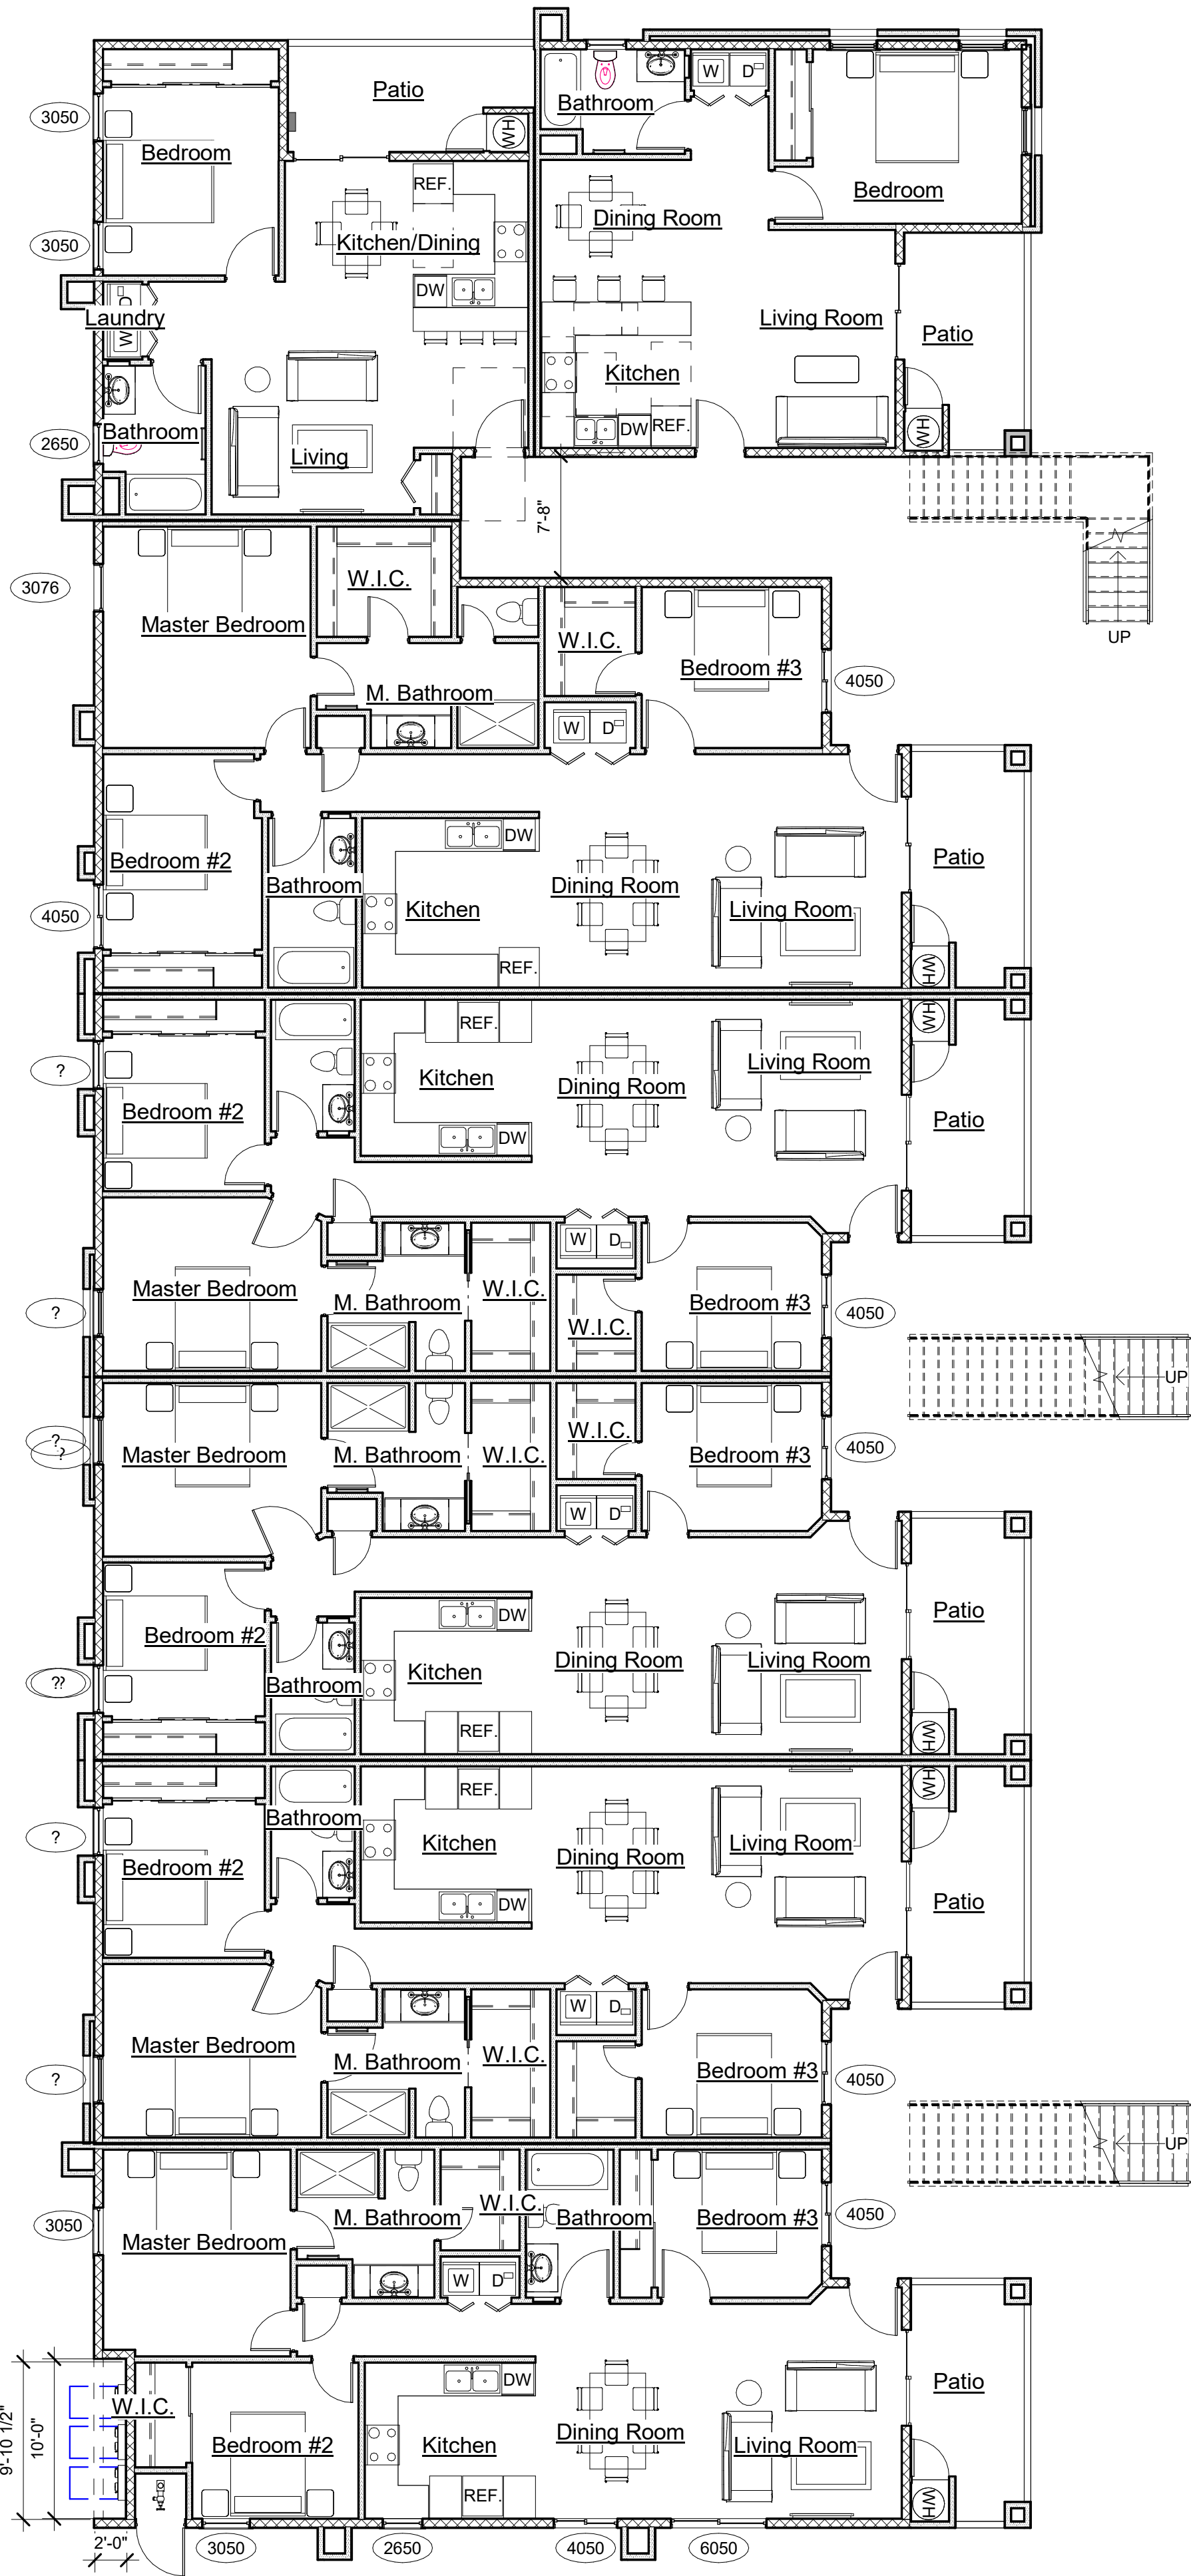 Patio
W
D
3050
Bathroom
Bedroom
HW
REF.
Bedroom
Dining Room
3050
Kitchen/Dining
DW
Laundry
W
D
Living Room
Patio
Kitchen
2650
Bathroom
DW
REF.
HW
Living
7'-8"
3076
W.I.C.
Master Bedroom
UP
W.I.C.
Bedroom #3
4050
M. Bathroom
W
D
DW
Bedroom #2
Patio
Bathroom
Dining Room
4050
Kitchen
Living Room
REF.
WH
WH
REF.
?
Kitchen
Dining Room
Living Room
Bedroom #2
Patio
DW
W
D
Master Bedroom
M. Bathroom
W.I.C.
Bedroom #3
?
4050
W.I.C.
UP
W.I.C.
?
?
Master Bedroom
M. Bathroom
W.I.C.
Bedroom #3
4050
W
D
Patio
DW
Bedroom #2
Dining Room
Living Room
Kitchen
??
Bathroom
REF.
WH
WH
REF.
Bathroom
?
Kitchen
Living Room
Dining Room
Bedroom #2
Patio
DW
W
D
Master Bedroom
M. Bathroom
W.I.C.
Bedroom #3
?
4050
UP
W.I.C.
3050
M. Bathroom
Bathroom
Bedroom #3
4050
Master Bedroom
W
D
DW
Patio
W.I.C.
9'-10 1/2"
10'-0"
Bedroom #2
Kitchen
Dining Room
Living Room
REF.
WH
2'-0"
3050
2650
4050
6050